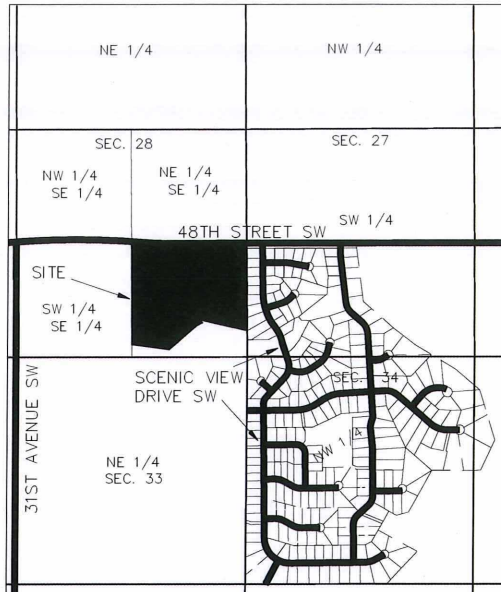 NE 1/4
NW 1/4
SEC. 28
SEC. 27
NW 1/4
SE 1/4
NE 1/4
SE 1/4
SW 1/4
48TH STREET SW
SITE
SW 1/4
SE 1/4
SCENIC VIEW
DRIVE SW
SEC. 34
31ST AVENUE SW
NW 1/4
NE 1/4
SEC. 33